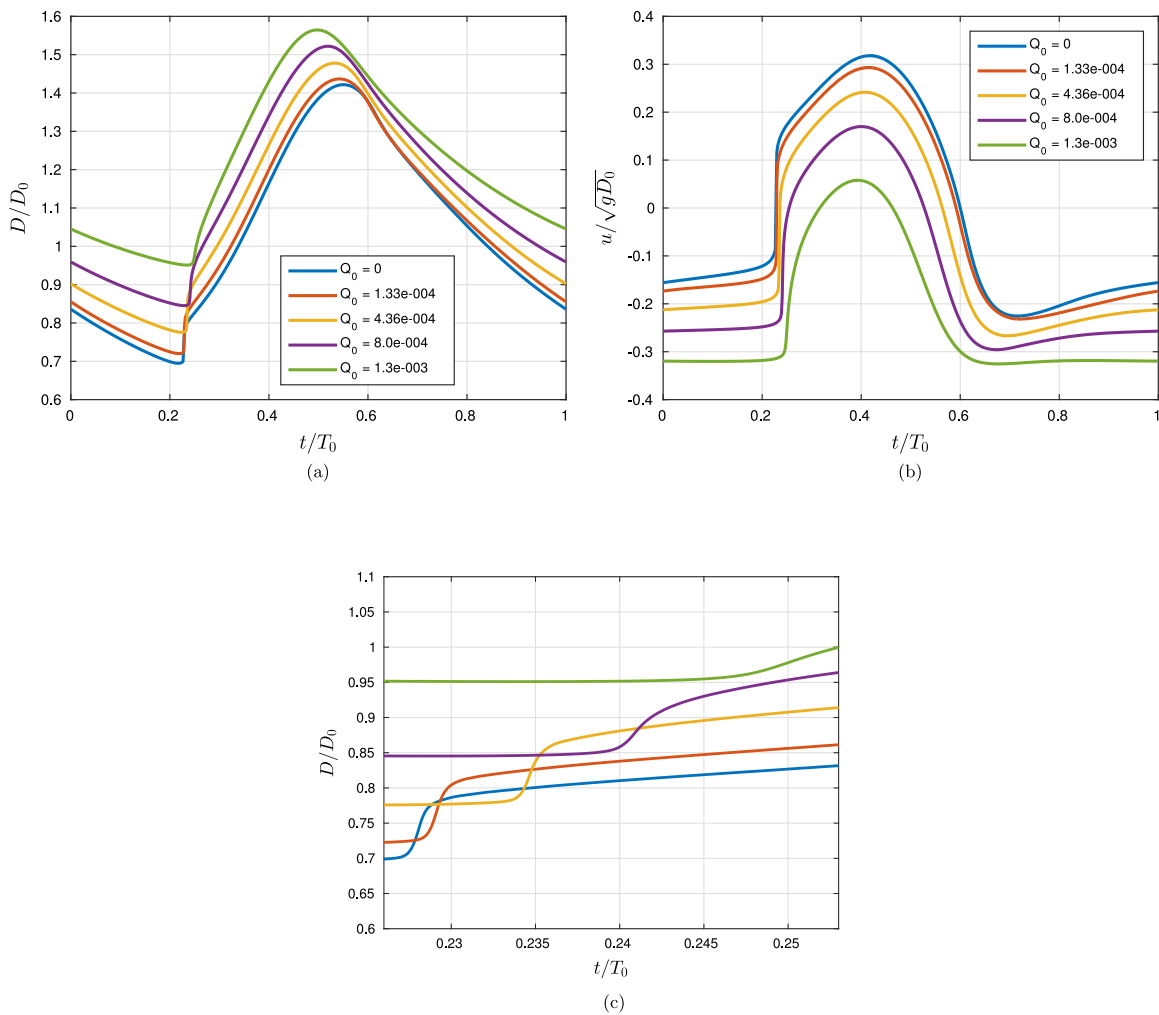 1.6
1.5
1.4
1.3
1.2
1.1
1
0.9
0.8
0.7
0.6
D/D₀
Q₀ = 0
Q₀ = 1.33e-004
Q₀ = 4.36e-004
Q₀ = 8.0e-004
Q₀ = 1.3e-003
0 0.2 0.4 0.6 0.8 1
t/T₀
(a)
0.4
0.3
0.2
0.1
0
-0.1
-0.2
-0.3
-0.4
u/√gD₀
Q₀ = 0
Q₀ = 1.33e-004
Q₀ = 4.36e-004
Q₀ = 8.0e-004
Q₀ = 1.3e-003
0 0.2 0.4 0.6 0.8 1
t/T₀
(b)
1.1
1.05
1
0.95
0.9
0.85
0.8
0.75
0.7
0.65
0.6
D/D₀
0.23 0.235 0.24 0.245 0.25
t/T₀
(c)